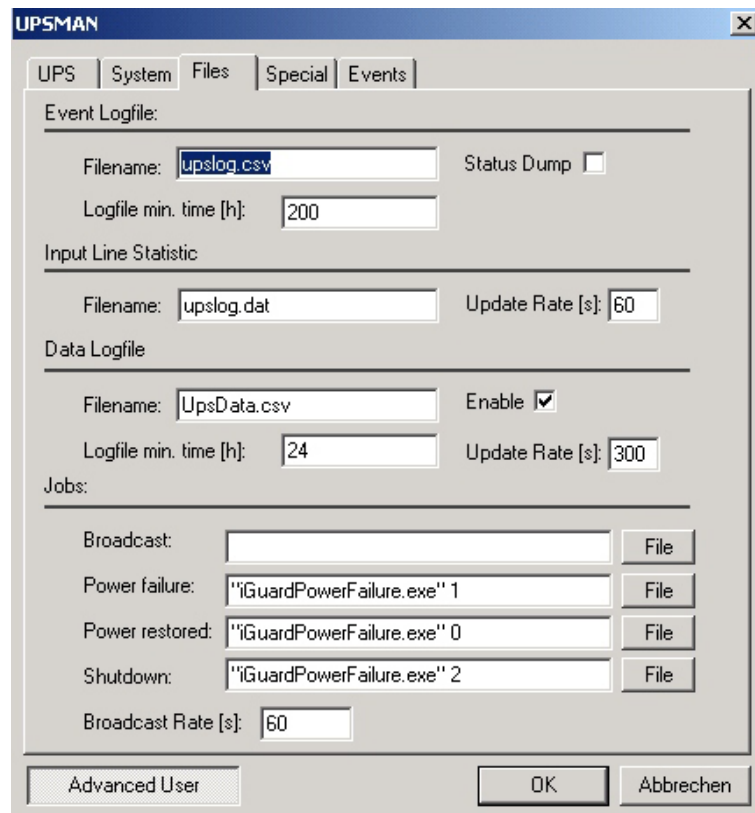 UPSMAN
UPS System Files Special Events
Event Logfile:
Filename: upslog.csv Status Dump
Logfile min. time [h]: 200
Input Line Statistic
Filename: upslog.dat Update Rate [s]: 60
Data Logfile
Filename: UpsData.csv Enable
Logfile min. time [h]: 24 Update Rate [s]: 300
Jobs:
Broadcast: File
Power failure: "iGuardPowerFailure.exe" 1 File
Power restored: "iGuardPowerFailure.exe" 0 File
Shutdown: "iGuardPowerFailure.exe" 2 File
Broadcast Rate [s]: 60
Advanced User OK Abbrechen